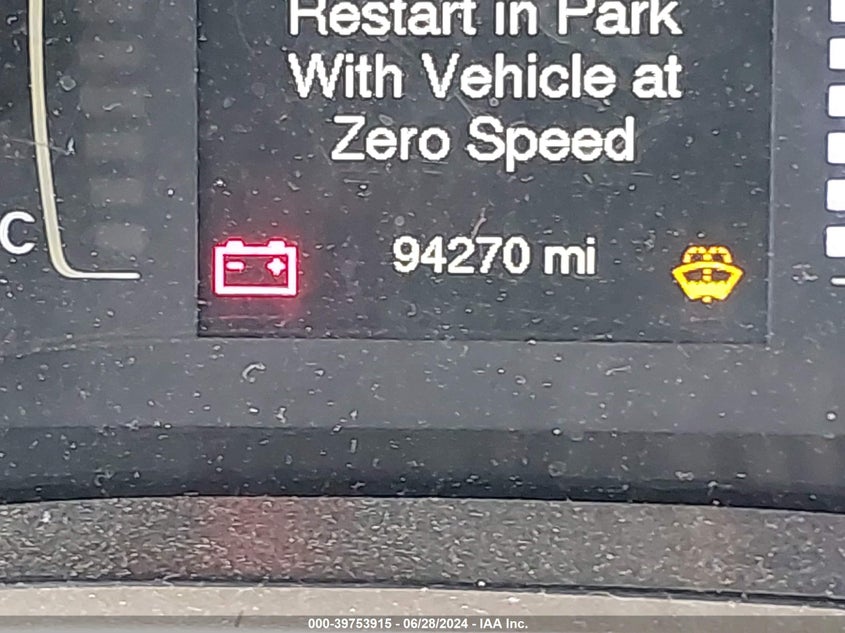 Restart in Park
With Vehicle at
Zero Speed
C
94270 mi
000-39753915 - 06/28/2024 - IAA Inc.